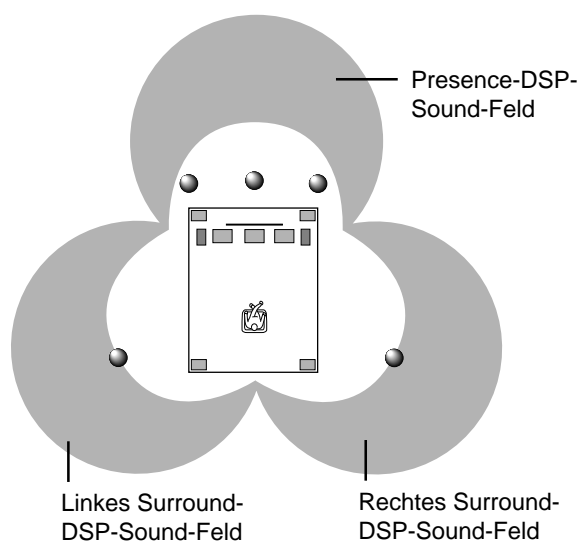 Presence-DSP-
Sound-Feld
Linkes Surround-
DSP-Sound-Feld
Rechtes Surround-
DSP-Sound-Feld